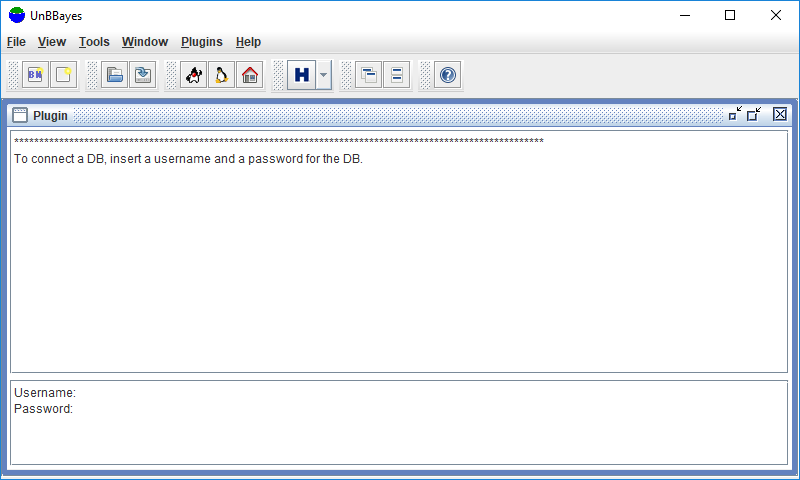 UnBBayes
File View Tools Window Plugins Help
BN H ?
Plugin
**********************************************************************************************************
To connect a DB, insert a username and a password for the DB.
Username:
Password: